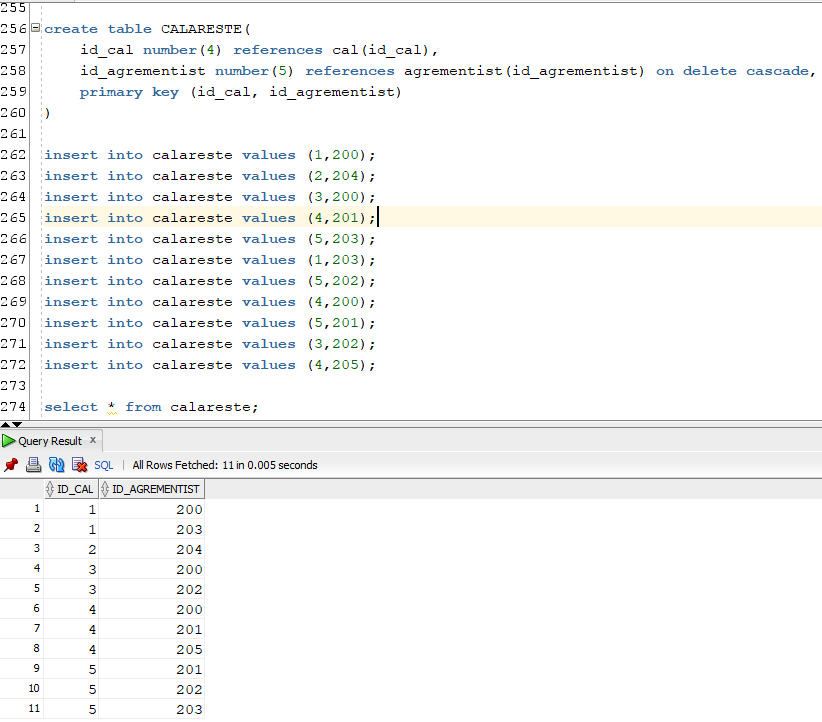 255
256 create table CALARESTE(
257 id_cal number(4) references cal(id_cal),
258 id_agrementist number(5) references agrementist(id_agrementist) on delete cascade,
259 primary key (id_cal, id_agrementist)
260 )
261
262 insert into calareste values (1,200);
263 insert into calareste values (2,204);
264 insert into calareste values (3,200);
265 insert into calareste values (4,201);
266 insert into calareste values (5,203);
267 insert into calareste values (1,203);
268 insert into calareste values (5,202);
269 insert into calareste values (4,200);
270 insert into calareste values (5,201);
271 insert into calareste values (3,202);
272 insert into calareste values (4,205);
273
274 select * from calareste;
Query Result x
SQL | All Rows Fetched: 11 in 0.005 seconds
ID_CAL ID_AGREMENTIST
1 1 200
2 1 203
3 2 204
4 3 200
5 3 202
6 4 200
7 4 201
8 4 205
9 5 201
10 5 202
11 5 203